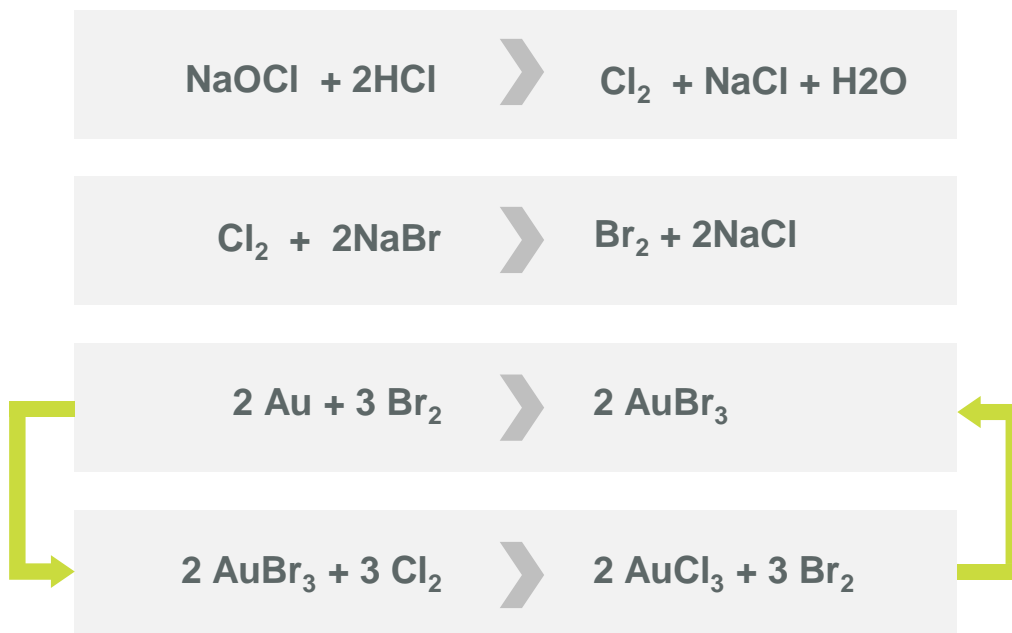 NaOCl + 2HCl Cl₂ + NaCl + H2O
Cl₂ + 2NaBr Br₂ + 2NaCl
2 Au + 3 Br₂ 2 AuBr₃
2 AuBr₃ + 3 Cl₂ 2 AuCl₃ + 3 Br₂